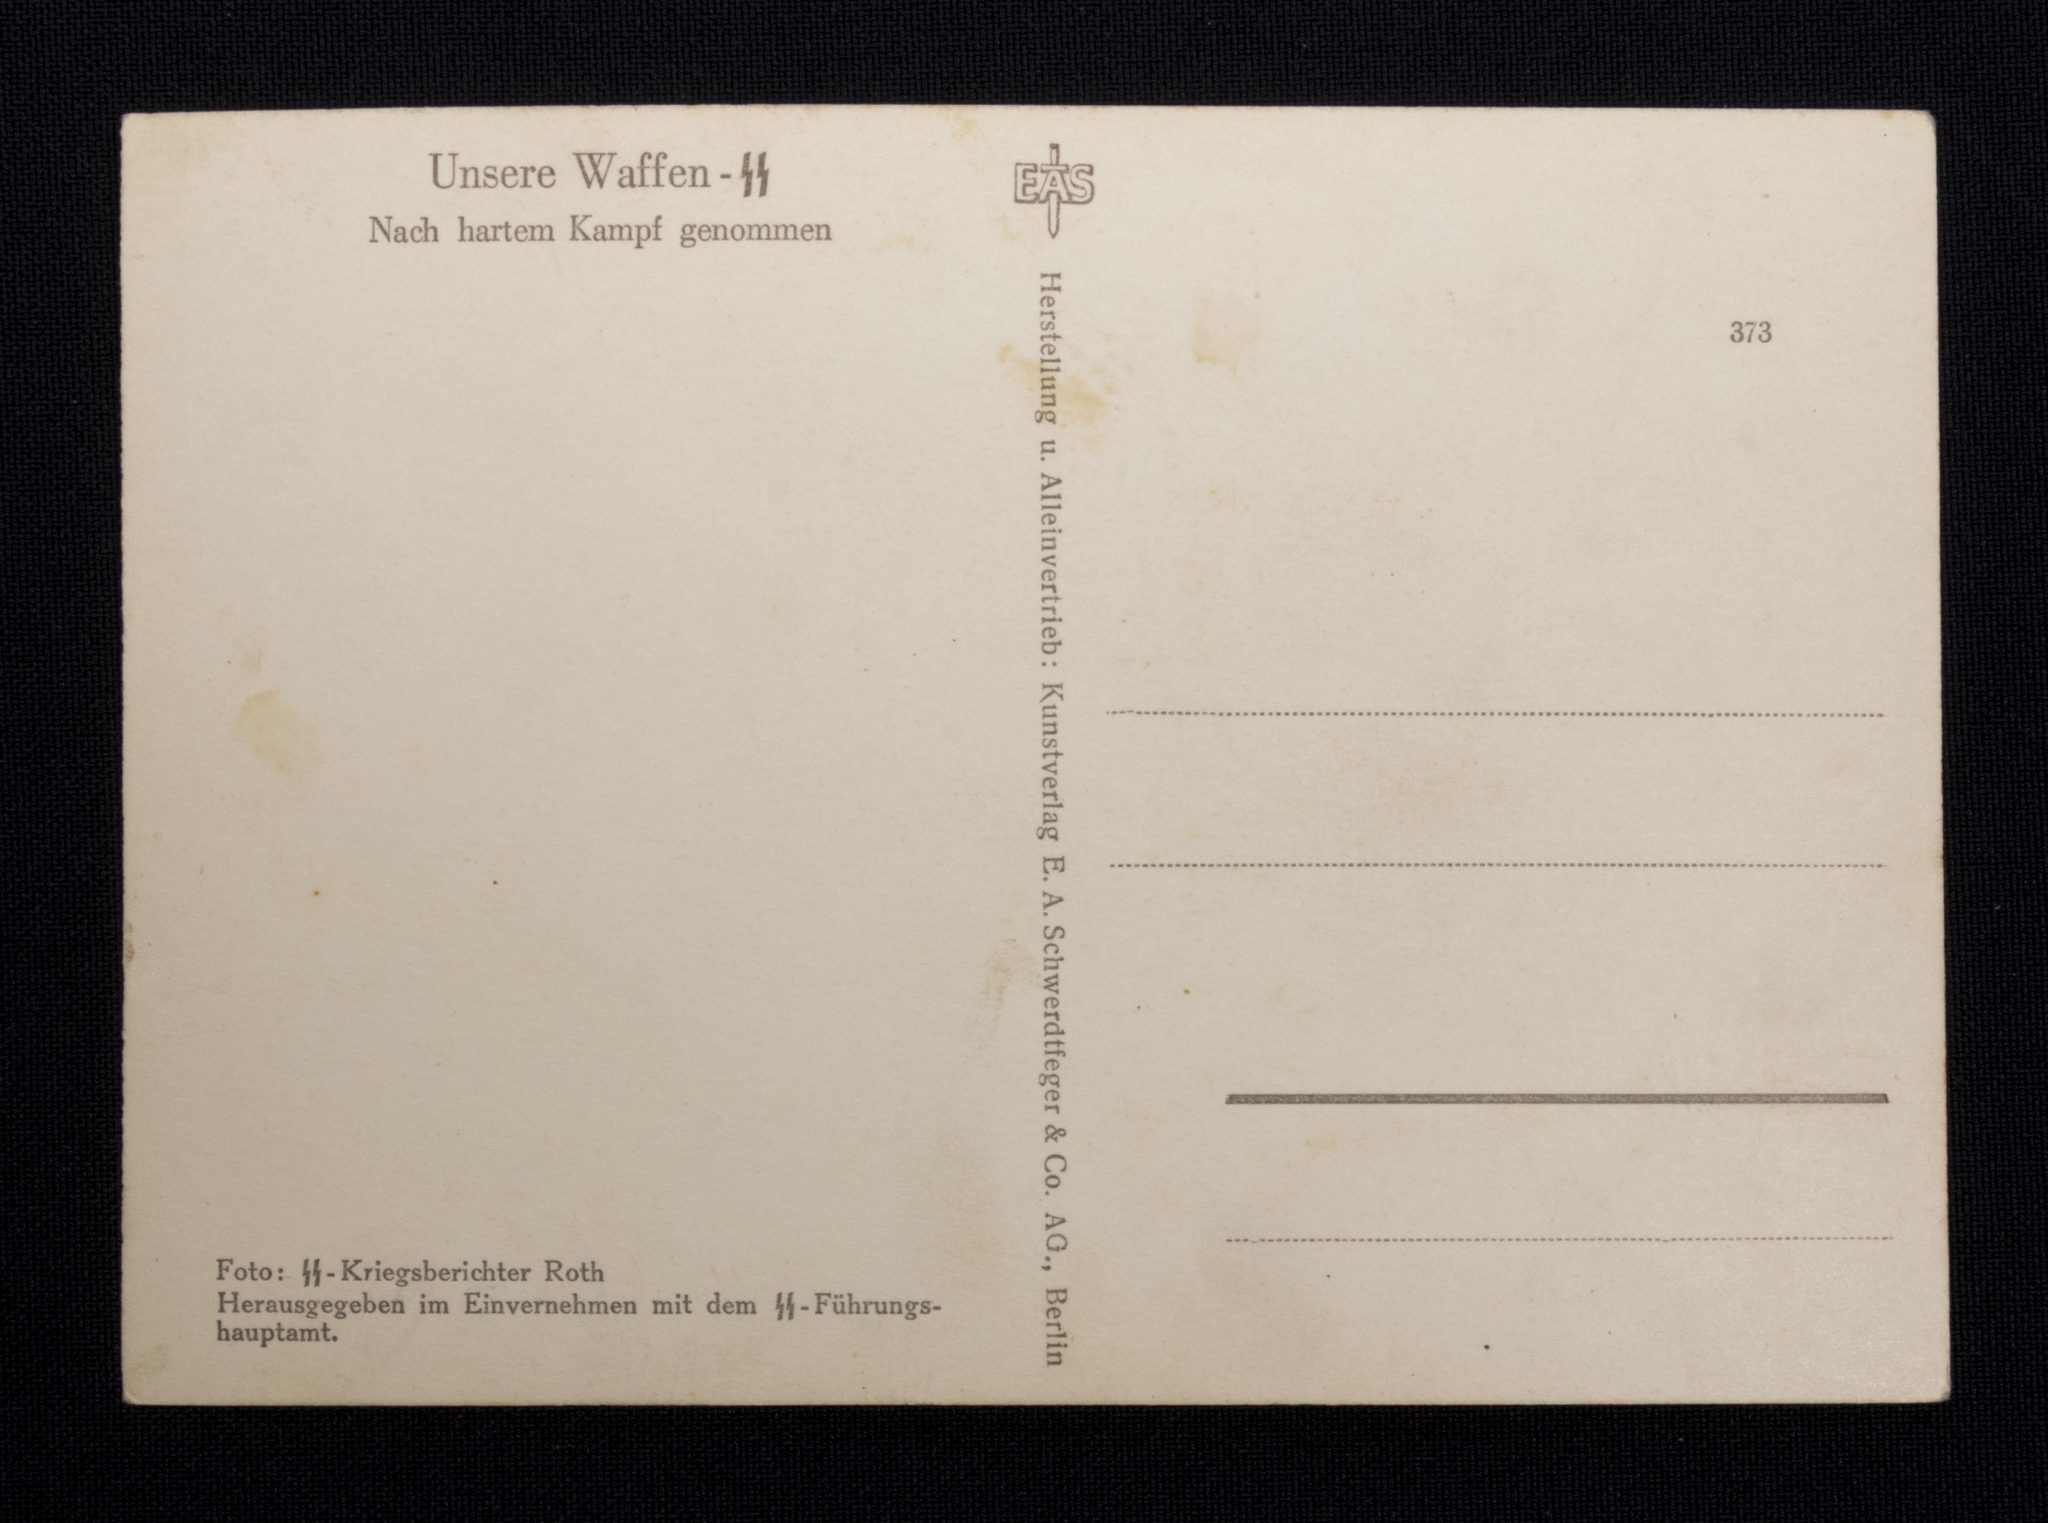 Unsere Waffen-ᛋᛋ
Nach hartem Kampf genommen
Foto: ᛋᛋ-Kriegsberichter Roth
Herausgegeben im Einvernehmen mit dem ᛋᛋ-Führungs-
hauptamt.
EAS
Herstellung u. Alleinvertrieb: Kunstverlag E. A. Schwerdtfeger & Co. AG., Berlin
373